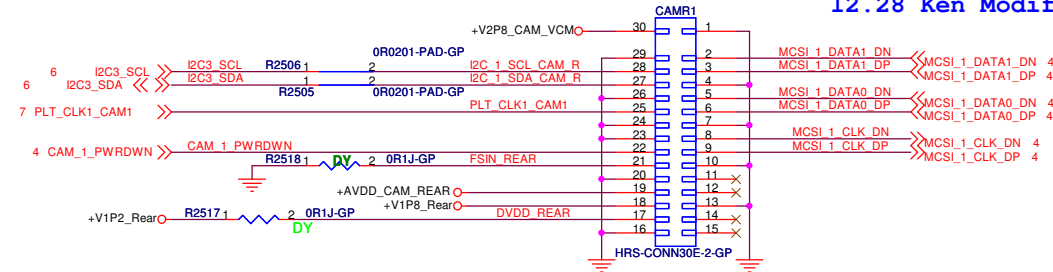 12.28 Ken Modif
CAMR1
+V2P8_CAM_VCM 30 1
0R0201-PAD-GP 29 2 MCSI_1_DATA1_DN MCSI_1_DATA1_DN 4
6 I2C3_SCL I2C3_SCL R2506 1 2 I2C_1_SCL_CAM_R 28 3 MCSI_1_DATA1_DP MCSI_1_DATA1_DP 4
6 I2C3_SDA I2C3_SDA 1 2 I2C_1_SDA_CAM_R 27 4
R2505 0R0201-PAD-GP 26 5 MCSI_1_DATA0_DN MCSI_1_DATA0_DN 4
7 PLT_CLK1_CAM1 PLT_CLK1_CAM1 25 6 MCSI_1_DATA0_DP MCSI_1_DATA0_DP 4
24 7
23 8 MCSI_1_CLK_DN MCSI_1_CLK_DN 4
4 CAM_1_PWRDWN CAM_1_PWRDWN 22 9 MCSI_1_CLK_DP MCSI_1_CLK_DP 4
R2518 1 DY 2 0R1J-GP FSIN_REAR 21 10
20 11
+AVDD_CAM_REAR 19 12
+V1P8_Rear 18 13
+V1P2_Rear R2517 1 2 0R1J-GP DVDD_REAR 17 14
DY 16 15
HRS-CONN30E-2-GP